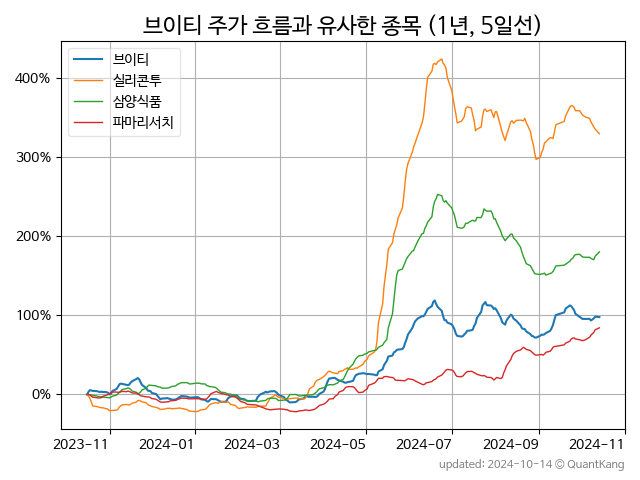 브이티 주가 흐름과 유사한 종목 (1년, 5일선)
브이티
실리콘투
삼양식품
파마리서치
400%
300%
200%
100%
0%
2023-11 2024-01 2024-03 2024-05 2024-07 2024-09 2024-11
updated: 2024-10-14 © QuantKang